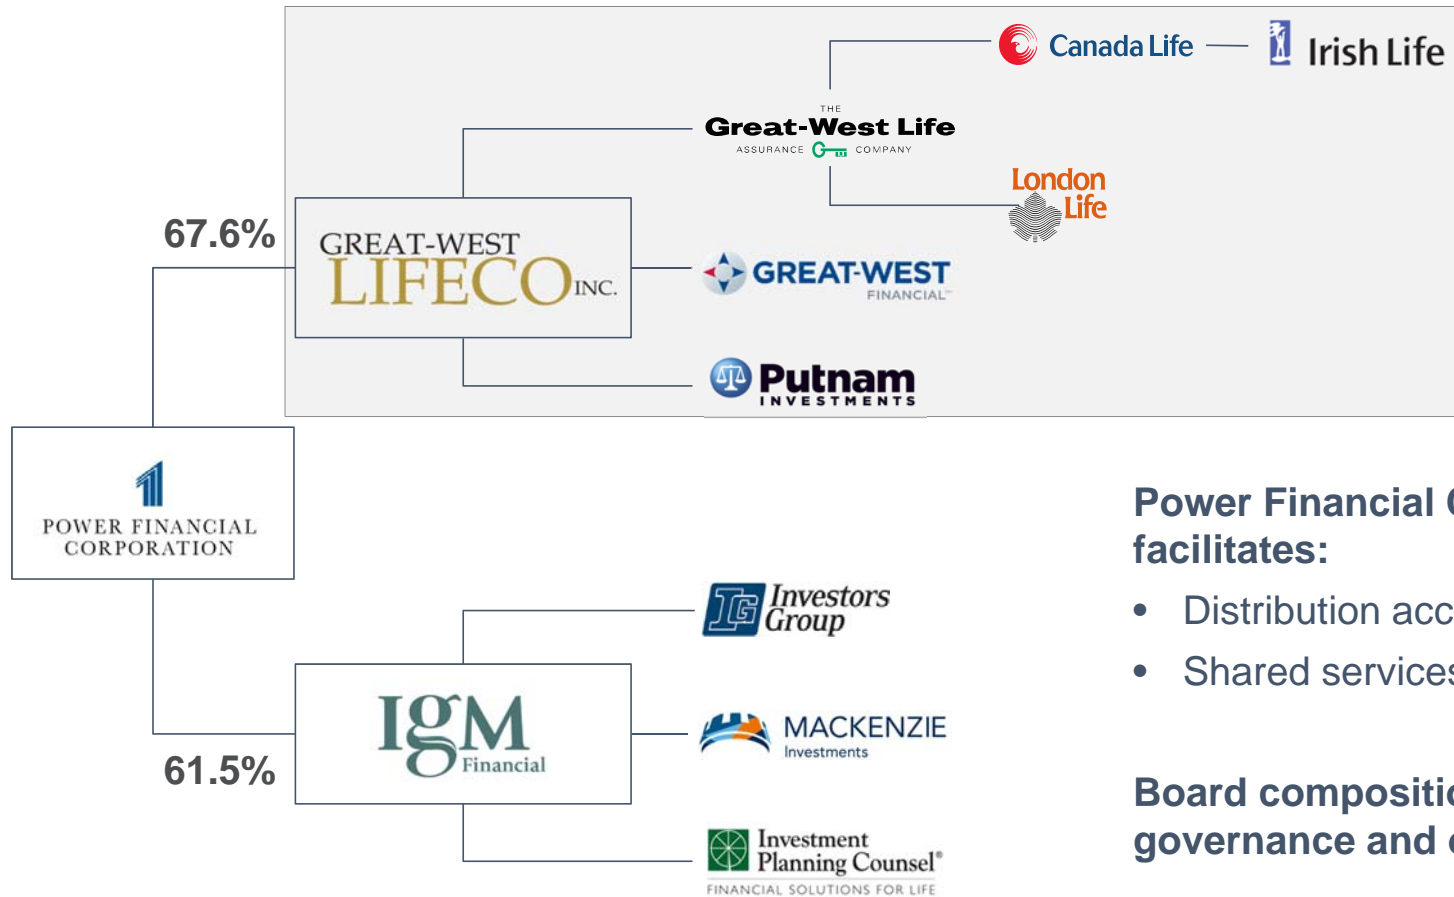 Canada Life
Irish Life
THE
Great-West Life
ASSURANCE COMPANY
London
Life
67.6%
GREAT-WEST
LIFECO INC.
GREAT-WEST
FINANCIAL
Putnam
INVESTMENTS
POWER FINANCIAL
CORPORATION
Power Financial
facilitates:
• Distribution
• Shared services
IG Investors
Group
IGM
Financial
61.5%
MACKENZIE
Investments
Board
governance and
Investment
Planning Counsel®
FINANCIAL SOLUTIONS FOR LIFE